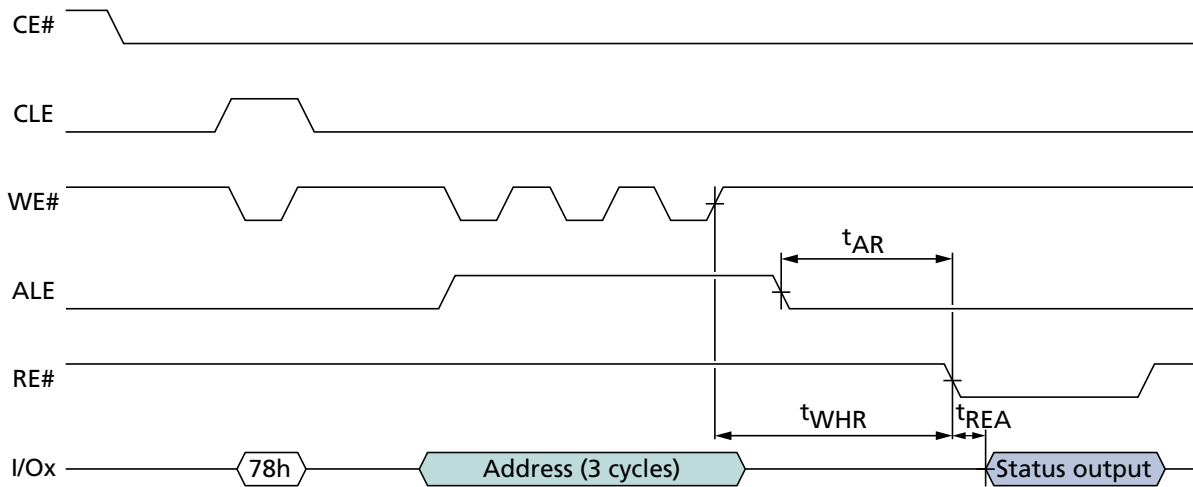 CE#
CLE
WE#
tAR
ALE
RE#
tWHR
tREA
I/Ox
78h
Address (3 cycles)
Status output